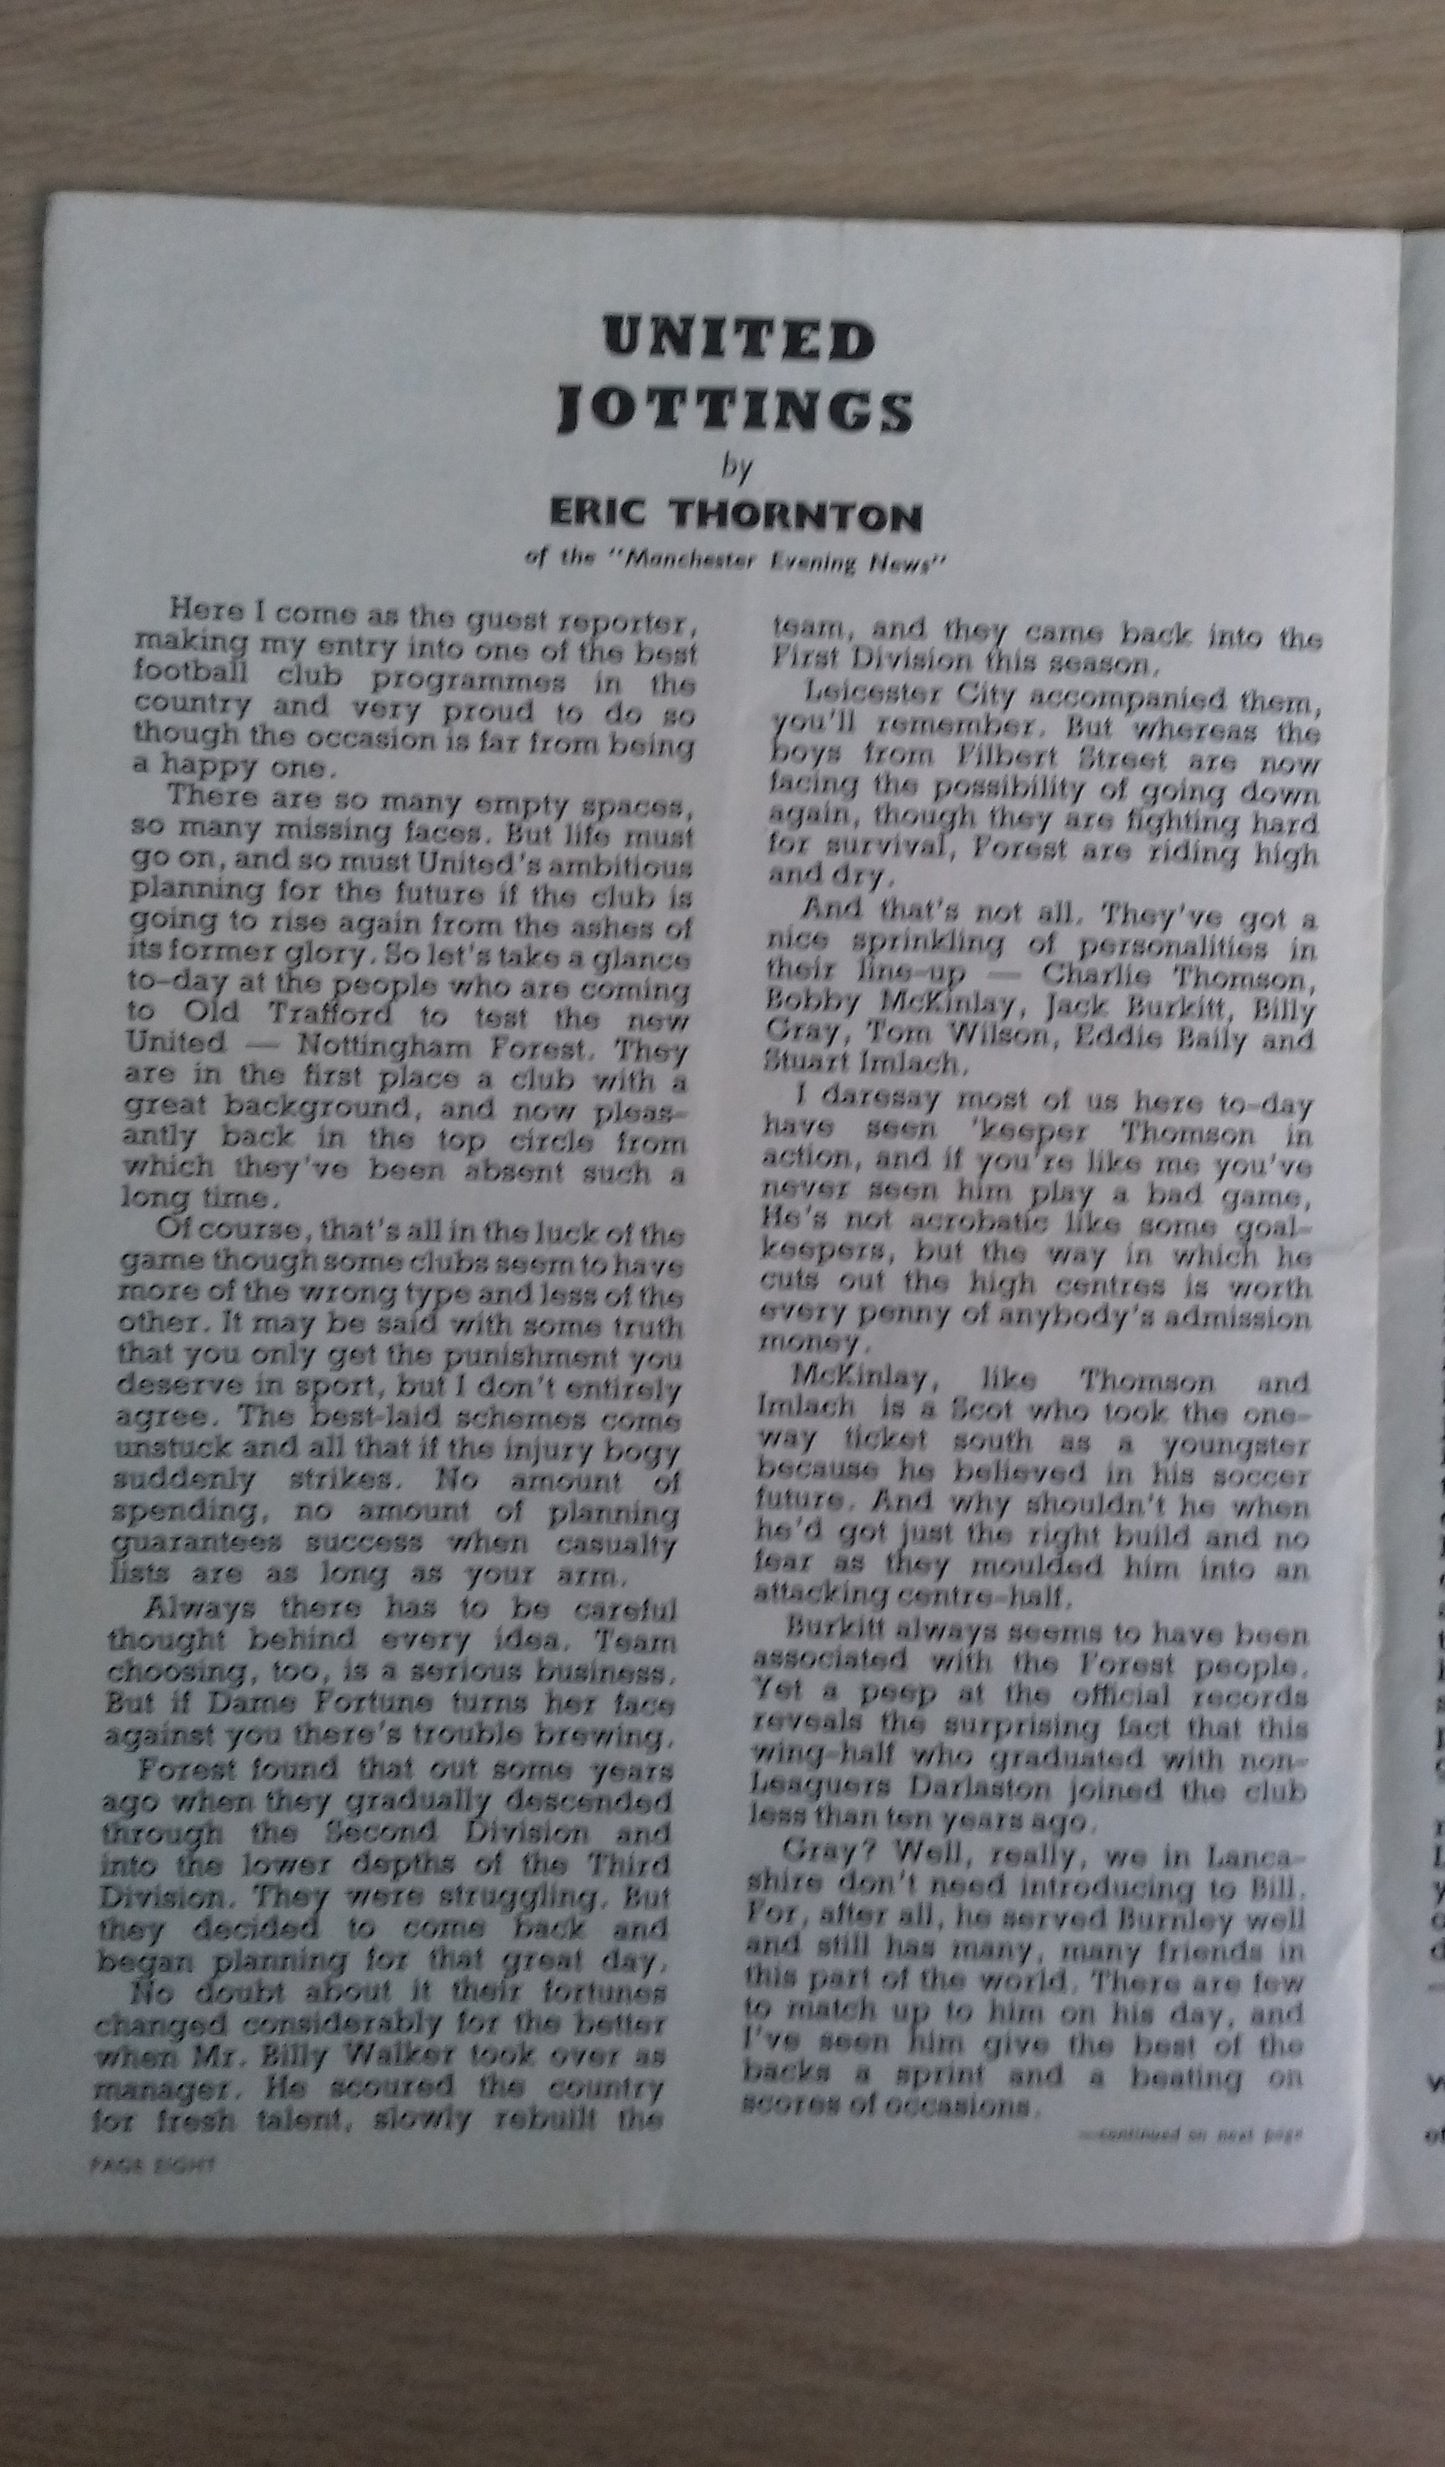 UNITED
JOTTINGS
by
ERIC THORNTON
of the "Manchester Evening News"
Here I come as the guest reporter,
making my entry into one of the best
football club programmes in the
country and very proud to do so
though the occasion is far from being
a happy one.
There are so many empty spaces,
so many missing faces. But life must
go on, and so must United's ambitious
planning for the future if the club is
going to rise again from the ashes of
its former glory. So let's take a glance
to-day at the people who are coming
to Old Trafford to test the new
United — Nottingham Forest. They
are in the first place a club with a
great background, and now pleas-
antly back in the top circle from
which they've been absent such a
long time.
Of course, that's all in the luck of the
game though some clubs seem to have
more of the wrong type and less of the
other. It may be said with some truth
that you only get the punishment you
deserve in sport, but I don't entirely
agree. The best-laid schemes come
unstuck and all that if the injury bogy
suddenly strikes. No amount of
spending, no amount of planning
guarantees success when casualty
lists are as long as your arm.
Always there has to be careful
thought behind every idea. Team
choosing, too, is a serious business.
But if Dame Fortune turns her face
against you there's trouble brewing.
Forest found that out some years
ago when they gradually descended
through the Second Division and
into the lower depths of the Third
Division. They were struggling. But
they decided to come back and
began planning for that great day.
No doubt about it their fortunes
changed considerably for the better
when Mr. Billy Walker took over as
manager. He scoured the country
for fresh talent, slowly rebuilt the
PAGE EIGHT
team, and they came back into the
First Division this season.
Leicester City accompanied them,
you'll remember. But whereas the
boys from Filbert Street are now
facing the possibility of going down
again, though they are fighting hard
for survival, Forest are riding high
and dry.
And that's not all. They've got a
nice sprinkling of personalities in
their line-up — Charlie Thomson,
Bobby McKinlay, Jack Burkitt, Billy
Gray, Tom Wilson, Eddie Baily and
Stuart Imlach.
I daresay most of us here to-day
have seen 'keeper Thomson in
action, and if you're like me you've
never seen him play a bad game,
He's not acrobatic like some goal-
keepers, but the way in which he
cuts out the high centres is worth
every penny of anybody's admission
money.
McKinlay, like Thomson and
Imlach is a Scot who took the one-
way ticket south as a youngster
because he believed in his soccer
future. And why shouldn't he when
he'd got just the right build and no
fear as they moulded him into an
attacking centre-half.
Burkitt always seems to have been
associated with the Forest people.
Yet a peep at the official records
reveals the surprising fact that this
wing-half who graduated with non-
Leaguers Darlaston joined the club
less than ten years ago.
Gray? Well, really, we in Lanca-
shire don't need introducing to Bill.
For, after all, he served Burnley well
and still has many, many friends in
this part of the world. There are few
to match up to him on his day, and
I've seen him give the best of the
backs a sprint and a beating on
scores of occasions.
—continued on next page